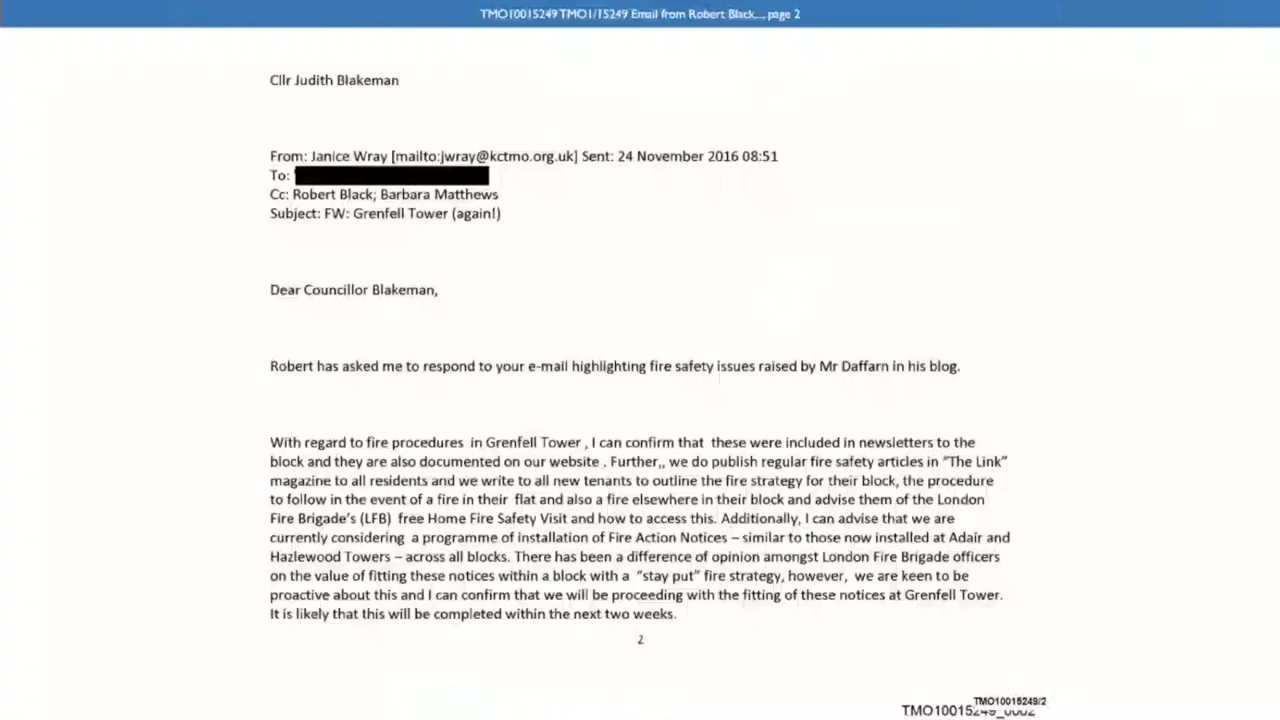 TMO10015249 TMO1/15249 Email from Robert Black..., page 2
Cllr Judith Blakeman
From: Janice Wray [mailto:jwray@kctmo.org.uk] Sent: 24 November 2016 08:51
To:
Cc: Robert Black; Barbara Matthews
Subject: FW: Grenfell Tower (again!)
Dear Councillor Blakeman,
Robert has asked me to respond to your e-mail highlighting fire safety issues raised by Mr Daffarn in his blog.
With regard to fire procedures  in Grenfell Tower , I can confirm that  these were included in newsletters to the
block and they are also documented on our website . Further,, we do publish regular fire safety articles in "The Link"
magazine to all residents and we write to all new tenants to outline the fire strategy for their block, the procedure
to follow in the event of a fire in their  flat and also a fire elsewhere in their block and advise them of the London
Fire Brigade's (LFB)  free Home Fire Safety Visit and how to access this. Additionally, I can advise that we are
currently considering  a programme of installation of Fire Action Notices – similar to those now installed at Adair and
Hazlewood Towers – across all blocks. There has been a difference of opinion amongst London Fire Brigade officers
on the value of fitting these notices within a block with a  "stay put" fire strategy, however,  we are keen to be
proactive about this and I can confirm that we will be proceeding with the fitting of these notices at Grenfell Tower.
It is likely that this will be completed within the next two weeks.
2
TMO10015249/2
TMO10015249_0002